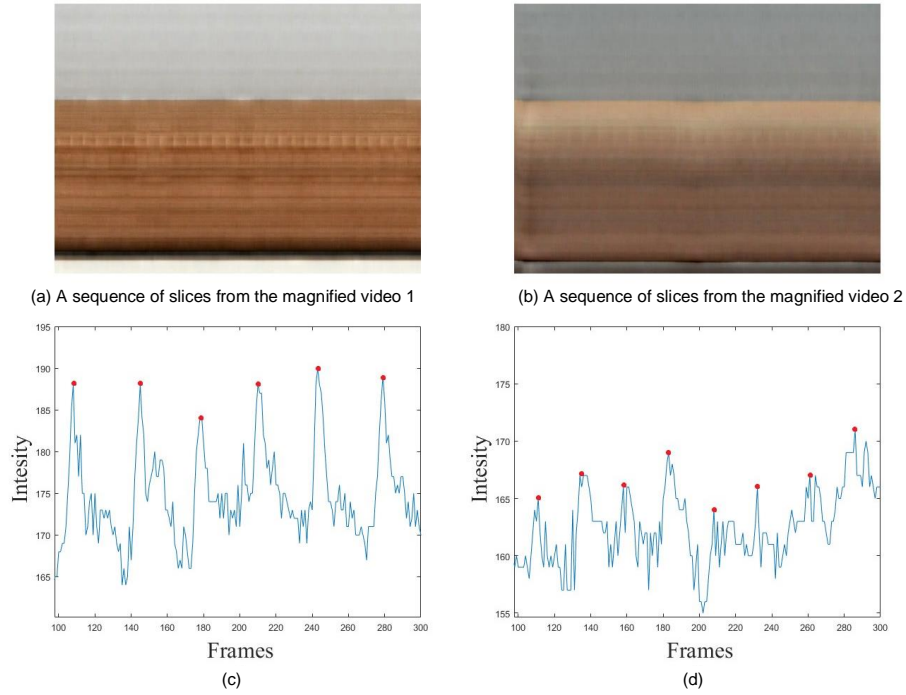 (a) A sequence of slices from the magnified video 1
(b) A sequence of slices from the magnified video 2
195
190
185
180
175
170
165
Intesity
100 120 140 160 180 200 220 240 260 280 300
Frames
(c)
180
175
170
165
160
155
Intesity
100 120 140 160 180 200 220 240 260 280 300
Frames
(d)